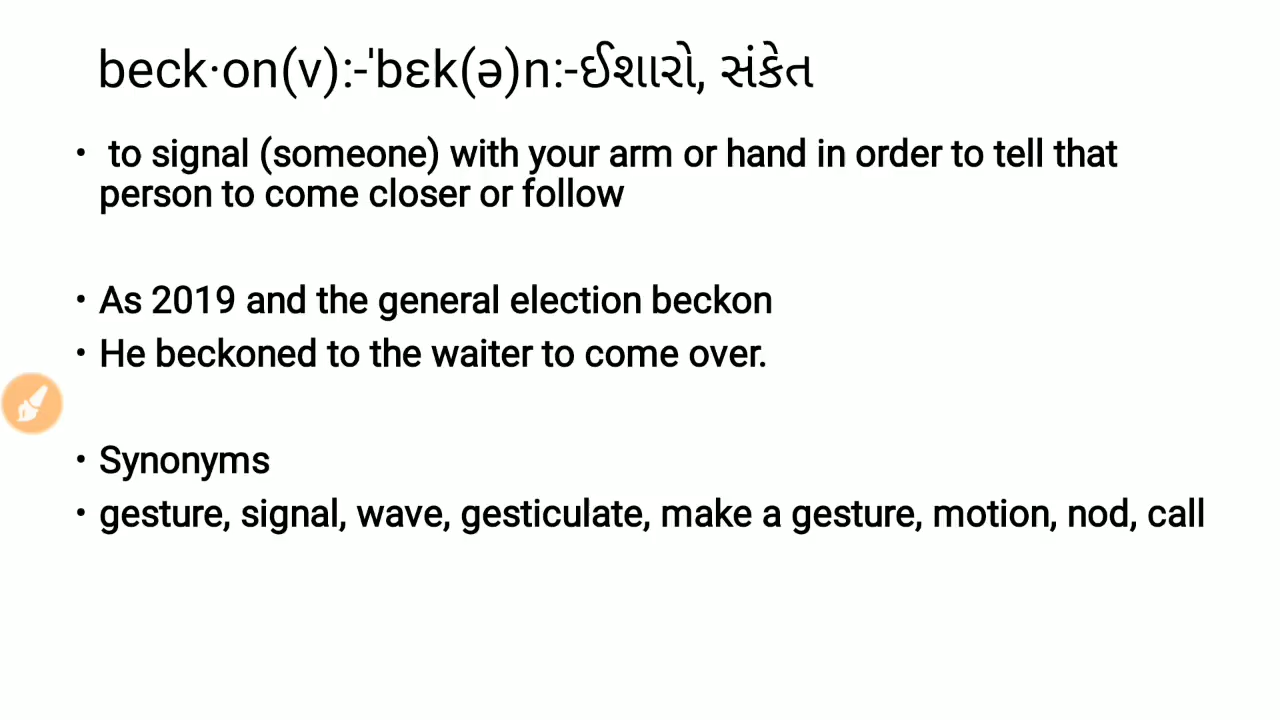 beck·on(v):-ˈbɛk(ə)n:-ઈશારો, સંકેત
• to signal (someone) with your arm or hand in order to tell that
person to come closer or follow
• As 2019 and the general election beckon
• He beckoned to the waiter to come over.
• Synonyms
• gesture, signal, wave, gesticulate, make a gesture, motion, nod, call